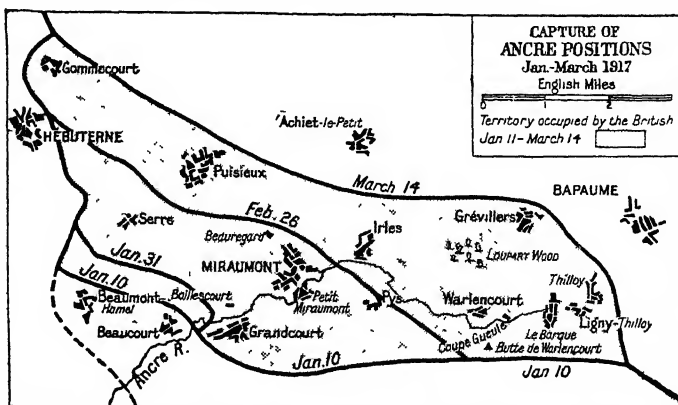 CAPTURE OF
ANCRE POSITIONS
Jan.-March 1917
English Miles
0 1 2
Territory occupied by the British
Jan 11-March 14
Gommecourt
HÉBUTERNE
Achiet-le-Petit
Puisieux
March 14
BAPAUME
Serre
Feb. 26
Beauregard
Irles
Grévillers
LOUPART WOOD
Jan. 31
MIRAUMONT
Thilloy
Jan. 10
Beaumont-
Hamel
Baillescourt
Petit
Miraumont
Pys
Warlencourt
Beaucourt
Grandcourt
Coupe Gueule
Le Barque
Ligny-Thilloy
Butte de Warlencourt
Ancre R.
Jan. 10
Jan 10